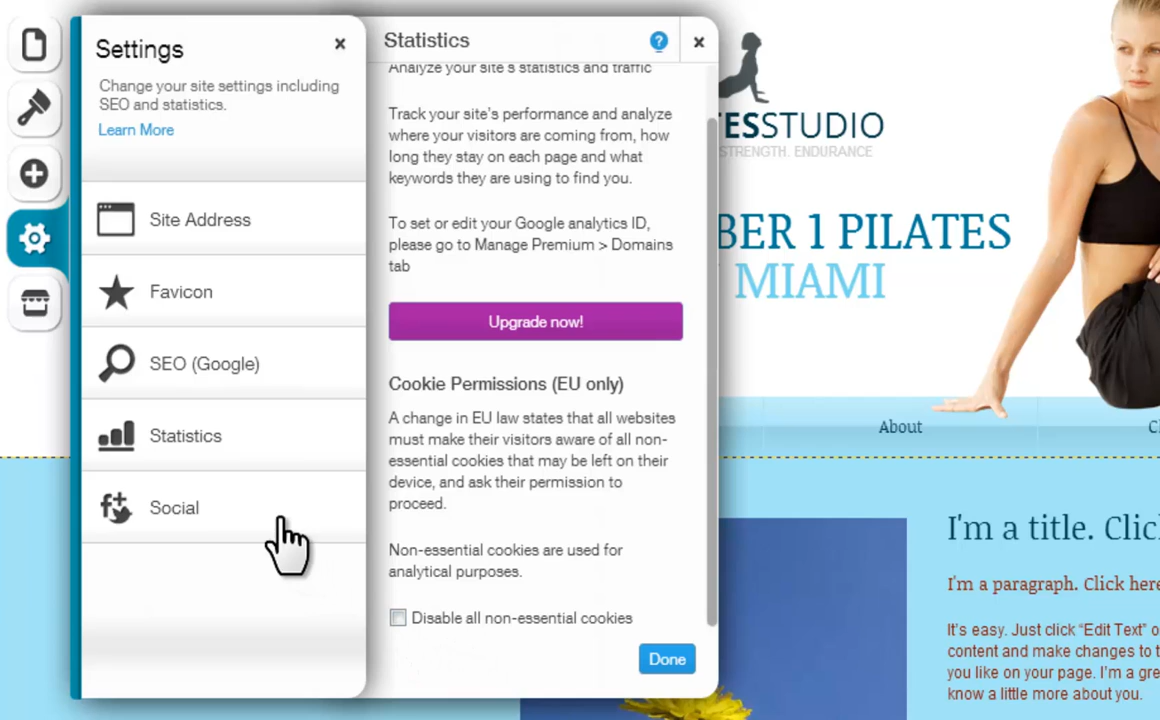 Settings
Change your site settings including
SEO and statistics.
Learn More
Site Address
Favicon
SEO (Google)
Statistics
Social
Statistics
?
Analyze your site's statistics and traffic
Track your site's performance and analyze
where your visitors are coming from, how
long they stay on each page and what
keywords they are using to find you.
To set or edit your Google analytics ID,
please go to Manage Premium > Domains
tab
Upgrade now!
Cookie Permissions (EU only)
A change in EU law states that all websites
must make their visitors aware of all non-
essential cookies that may be left on their
device, and ask their permission to
proceed.
Non-essential cookies are used for
analytical purposes.
Disable all non-essential cookies
Done
TESSTUDIO
STRENGTH. ENDURANCE
BER 1 PILATES
MIAMI
About
I'm a title. Clic
I'm a paragraph. Click here
It's easy. Just click “Edit Text” o
content and make changes to t
you like on your page. I'm a gre
know a little more about you.